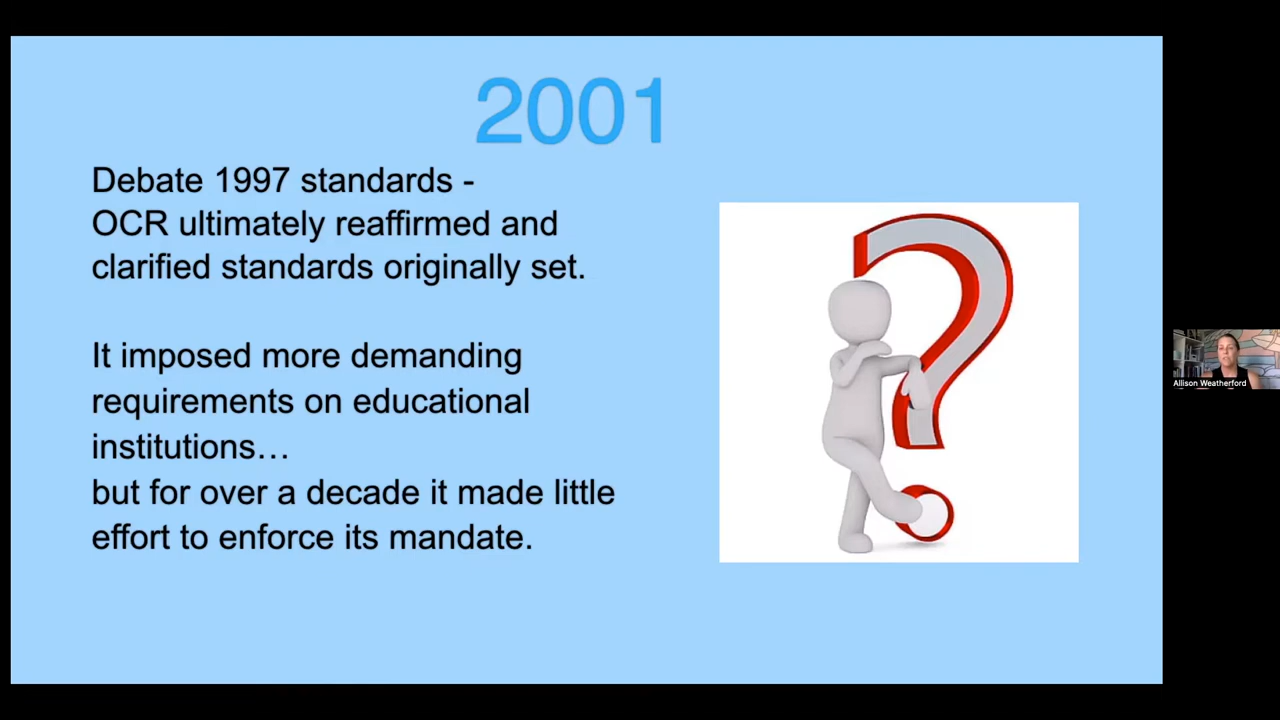 2001
Debate 1997 standards -
OCR ultimately reaffirmed and
clarified standards originally set.
It imposed more demanding
requirements on educational
institutions…
but for over a decade it made little
effort to enforce its mandate.
Allison Weatherford